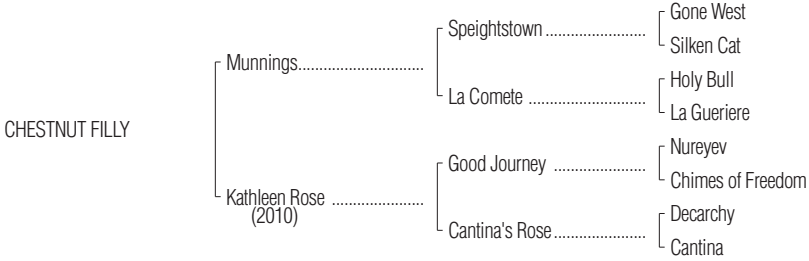 Gone West
Speightstown ........................
Silken Cat
Munnings..............................
Holy Bull
La Comete ............................
La Gueriere
CHESTNUT FILLY
Nureyev
Good Journey ......................
Chimes of Freedom
Kathleen Rose ......................
(2010)
Decarchy
Cantina's Rose......................
Cantina